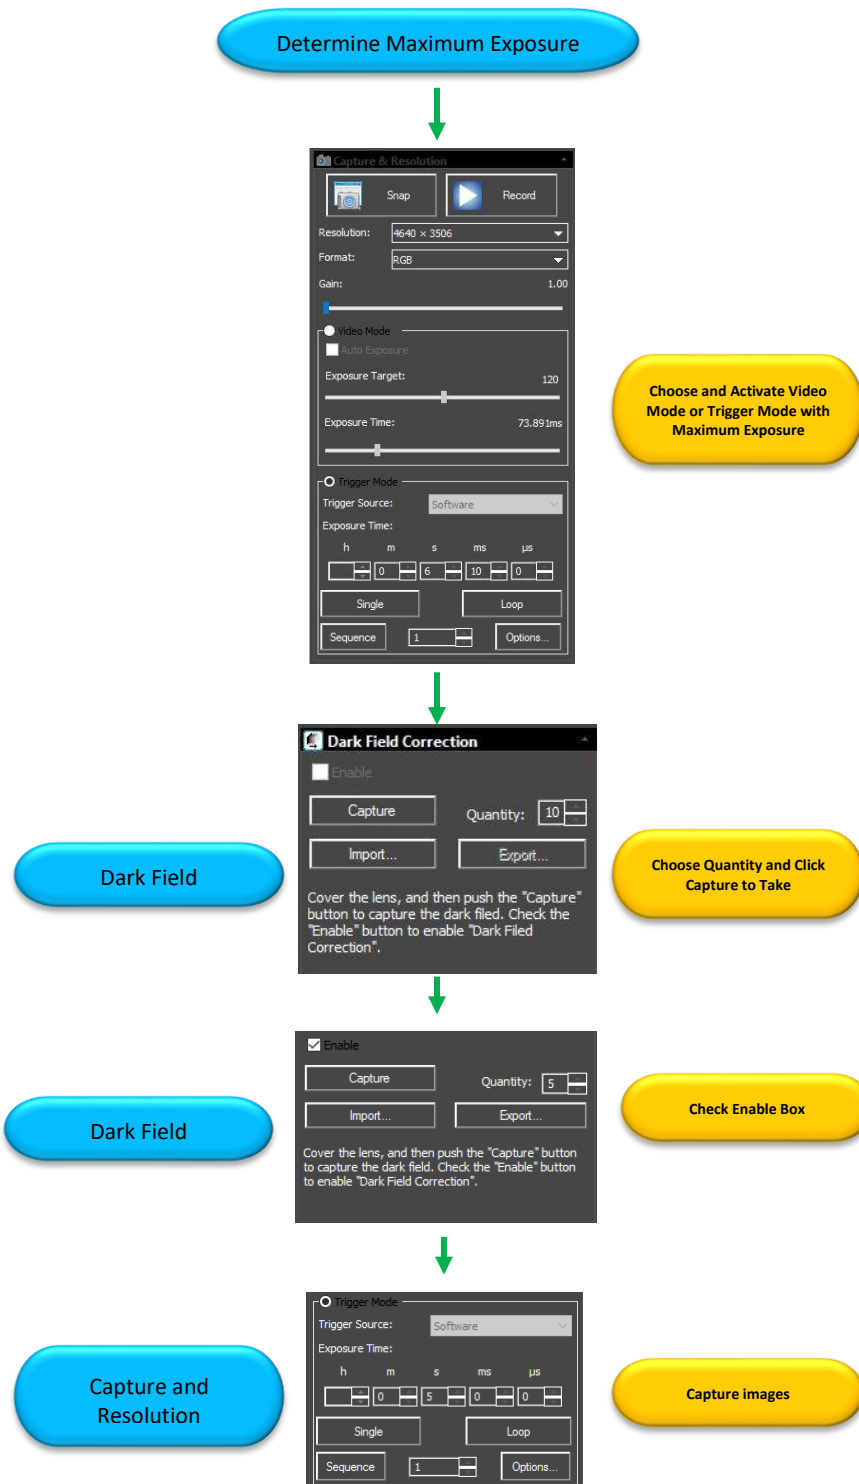 Determine Maximum Exposure
Capture & Resolution
Snap
Record
Resolution: 4640 × 3506
Format: RGB
Gain: 1.00
Video Mode
Auto Exposure
Exposure Target: 120
Exposure Time: 73.891ms
Trigger Mode
Trigger Source: Software
Exposure Time:
h m s ms µs
0 6 10 0
Single Loop
Sequence 1 Options...
Choose and Activate Video
Mode or Trigger Mode with
Maximum Exposure
Dark Field Correction
Enable
Capture Quantity: 10
Import... Export...
Cover the lens, and then push the "Capture"
button to capture the dark filed. Check the
"Enable" button to enable "Dark Filed
Correction".
Dark Field
Choose Quantity and Click
Capture to Take
Enable
Capture Quantity: 5
Import... Export...
Cover the lens, and then push the "Capture" button
to capture the dark field. Check the "Enable" button
to enable "Dark Field Correction".
Dark Field
Check Enable Box
Trigger Mode
Trigger Source: Software
Exposure Time:
h m s ms µs
0 5 0 0
Single Loop
Sequence 1 Options...
Capture and
Resolution
Capture images